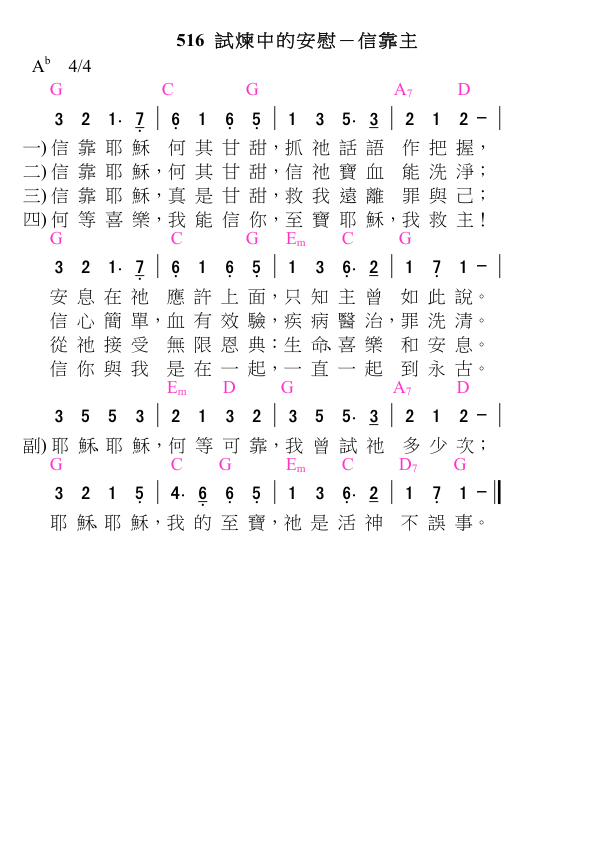 516 試煉中的安慰－信靠主
A♭ 4/4
G C G A7 D
3 2 1· 7̣ | 6̣ 1 6̣ 5̣ | 1 3 5· 3 | 2 1 2 － |
一) 信靠耶穌 何其甘甜，抓祂話語 作把握，
二) 信靠耶穌，何其甘甜，信祂寶血 能洗淨；
三) 信靠耶穌，真是甘甜，救我遠離 罪與己；
四) 何等喜樂，我能信你，至寶耶穌，我救主！
G C G Em C G
3 2 1· 7̣ | 6̣ 1 6̣ 5̣ | 1 3 6̣· 2 | 1 7̣ 1 － |
安息在祂 應許上面，只知主曾 如此說。
信心簡單，血有效驗，疾病醫治，罪洗清。
從祂接受 無限恩典：生命、喜樂 和安息。
信你與我 是在一起，一直一起 到永古。
Em D G A7 D
3 5 5 3 | 2 1 3 2 | 3 5 5· 3 | 2 1 2 － |
副) 耶穌、耶穌，何等可靠，我曾試祂 多少次；
G C G Em C D7 G
3 2 1 5̣ | 4̣· 6̣ 6̣ 5̣ | 1 3 6̣· 2 | 1 7̣ 1 － ‖
耶穌、耶穌，我的至寶，祂是活神 不誤事。